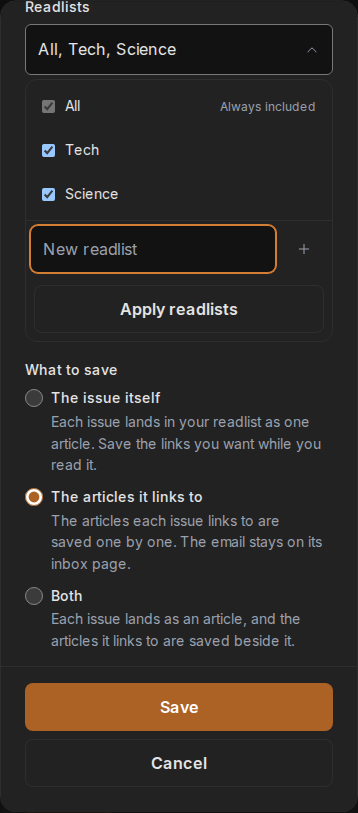 Readlists
All, Tech, Science
All
Always included
Tech
Science
New readlist
Apply readlists
What to save
The issue itself
Each issue lands in your readlist as one
article. Save the links you want while you
read it.
The articles it links to
The articles each issue links to are
saved one by one. The email stays on its
inbox page.
Both
Each issue lands as an article, and the
articles it links to are saved beside it.
Save
Cancel